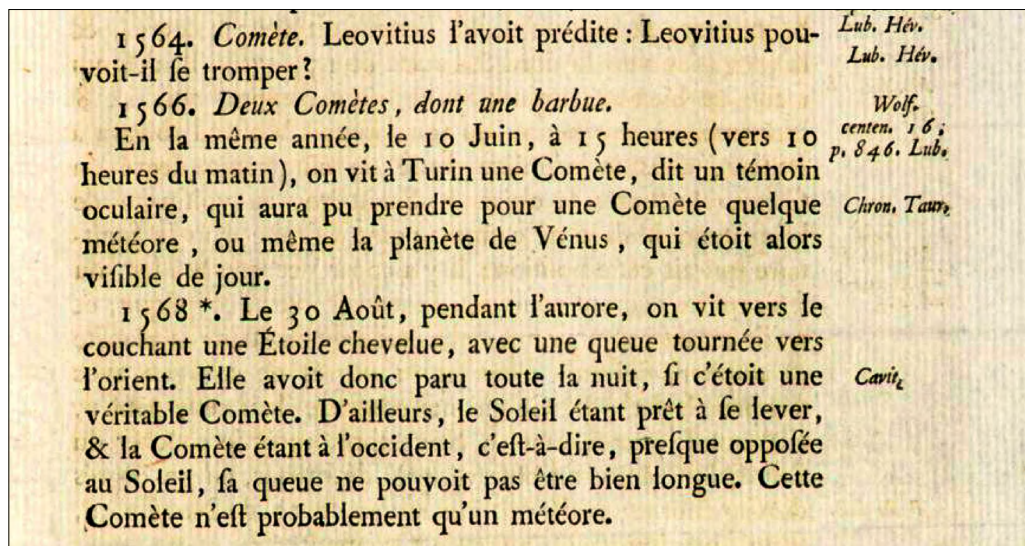 1564. Comète. Leovitius l'avoit prédite : Leovitius pou-
voit-il ſe tromper?
1566. Deux Comètes, dont une barbue.
En la même année, le 10 Juin, à 15 heures (vers 10
heures du matin), on vit à Turin une Comète, dit un témoin
oculaire, qui aura pu prendre pour une Comète quelque
météore, ou même la planète de Vénus, qui étoit alors
viſible de jour.
1568 *. Le 30 Août, pendant l'aurore, on vit vers le
couchant une Étoile chevelue, avec une queue tournée vers
l'orient. Elle avoit donc paru toute la nuit, ſi c'étoit une
véritable Comète. D'ailleurs, le Soleil étant prêt à ſe lever,
& la Comète étant à l'occident, c'eſt-à-dire, preſque oppoſée
au Soleil, ſa queue ne pouvoit pas être bien longue. Cette
Comète n'eſt probablement qu'un météore.
Lub. Hév.
Lub. Hév.
Wolf.
centen. 16;
p. 846. Lub.
Chron. Taur.
Cavit.